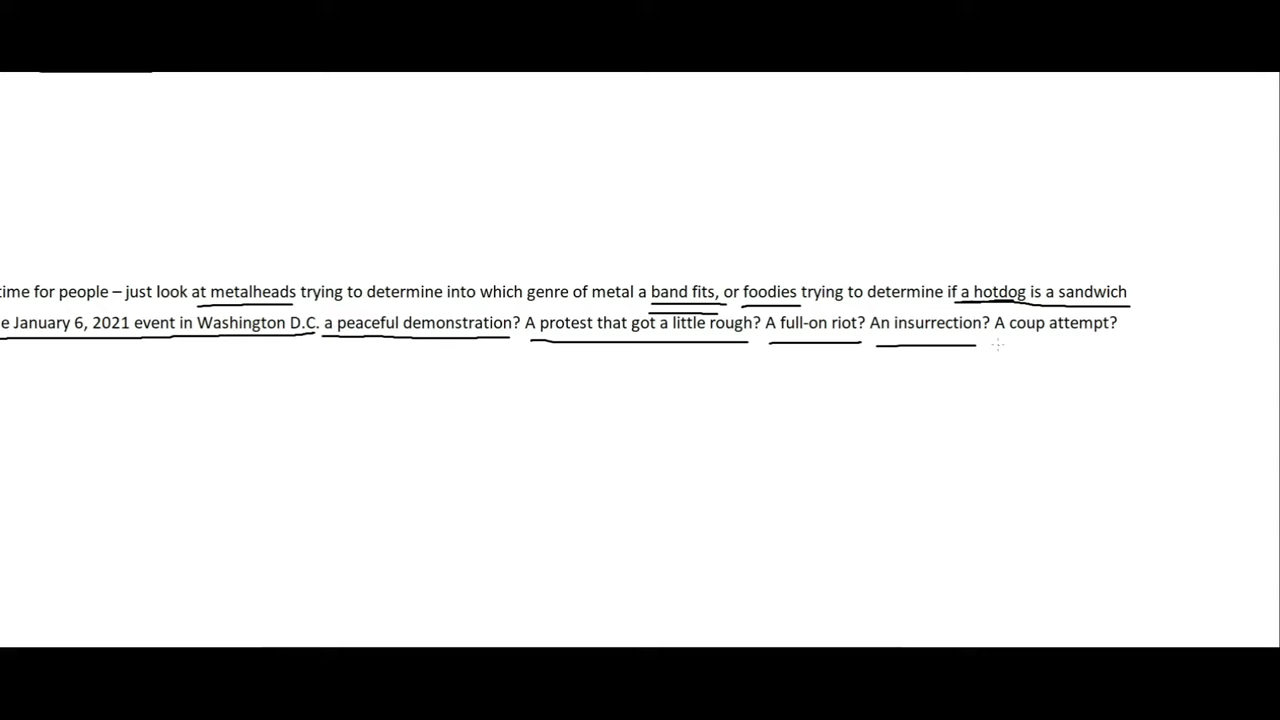 time for people – just look at metalheads trying to determine into which genre of metal a band fits, or foodies trying to determine if a hotdog is a sandwich
e January 6, 2021 event in Washington D.C. a peaceful demonstration? A protest that got a little rough? A full-on riot? An insurrection? A coup attempt?